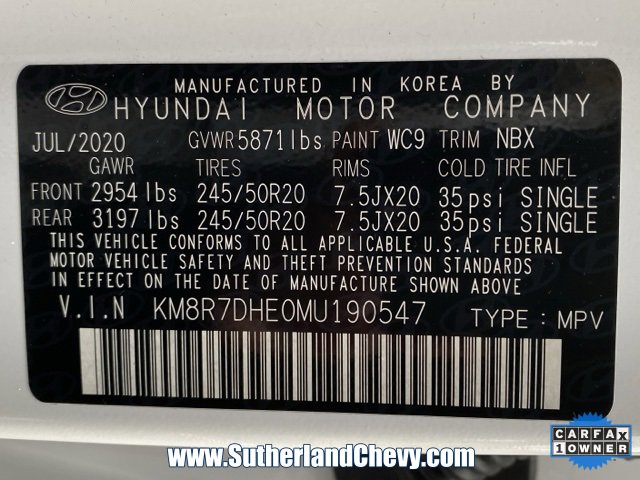 MANUFACTURED IN KOREA BY
HYUNDAI MOTOR COMPANY
JUL/2020 GVWR 5871lbs PAINT WC9 TRIM NBX
GAWR TIRES RIMS COLD TIRE INFL
FRONT 2954 lbs 245/50R20 7.5JX20 35psi SINGLE
REAR 3197 lbs 245/50R20 7.5JX20 35psi SINGLE
THIS VEHICLE CONFORMS TO ALL APPLICABLE U.S.A. FEDERAL
MOTOR VEHICLE SAFETY AND THEFT PREVENTION STANDARDS
IN EFFECT ON THE DATE OF MANUFACTURE SHOWN ABOVE.
V.I.N KM8R7DHE0MU190547 TYPE : MPV
CARFAX
1 OWNER
www.SutherlandChevy.com